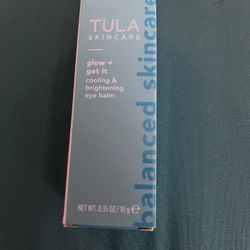 TULA
SKINCARE
glow +
get it
cooling &
brightening
eye balm
NET WT. 0.35 OZ / 10 g ℮
balanced skincare